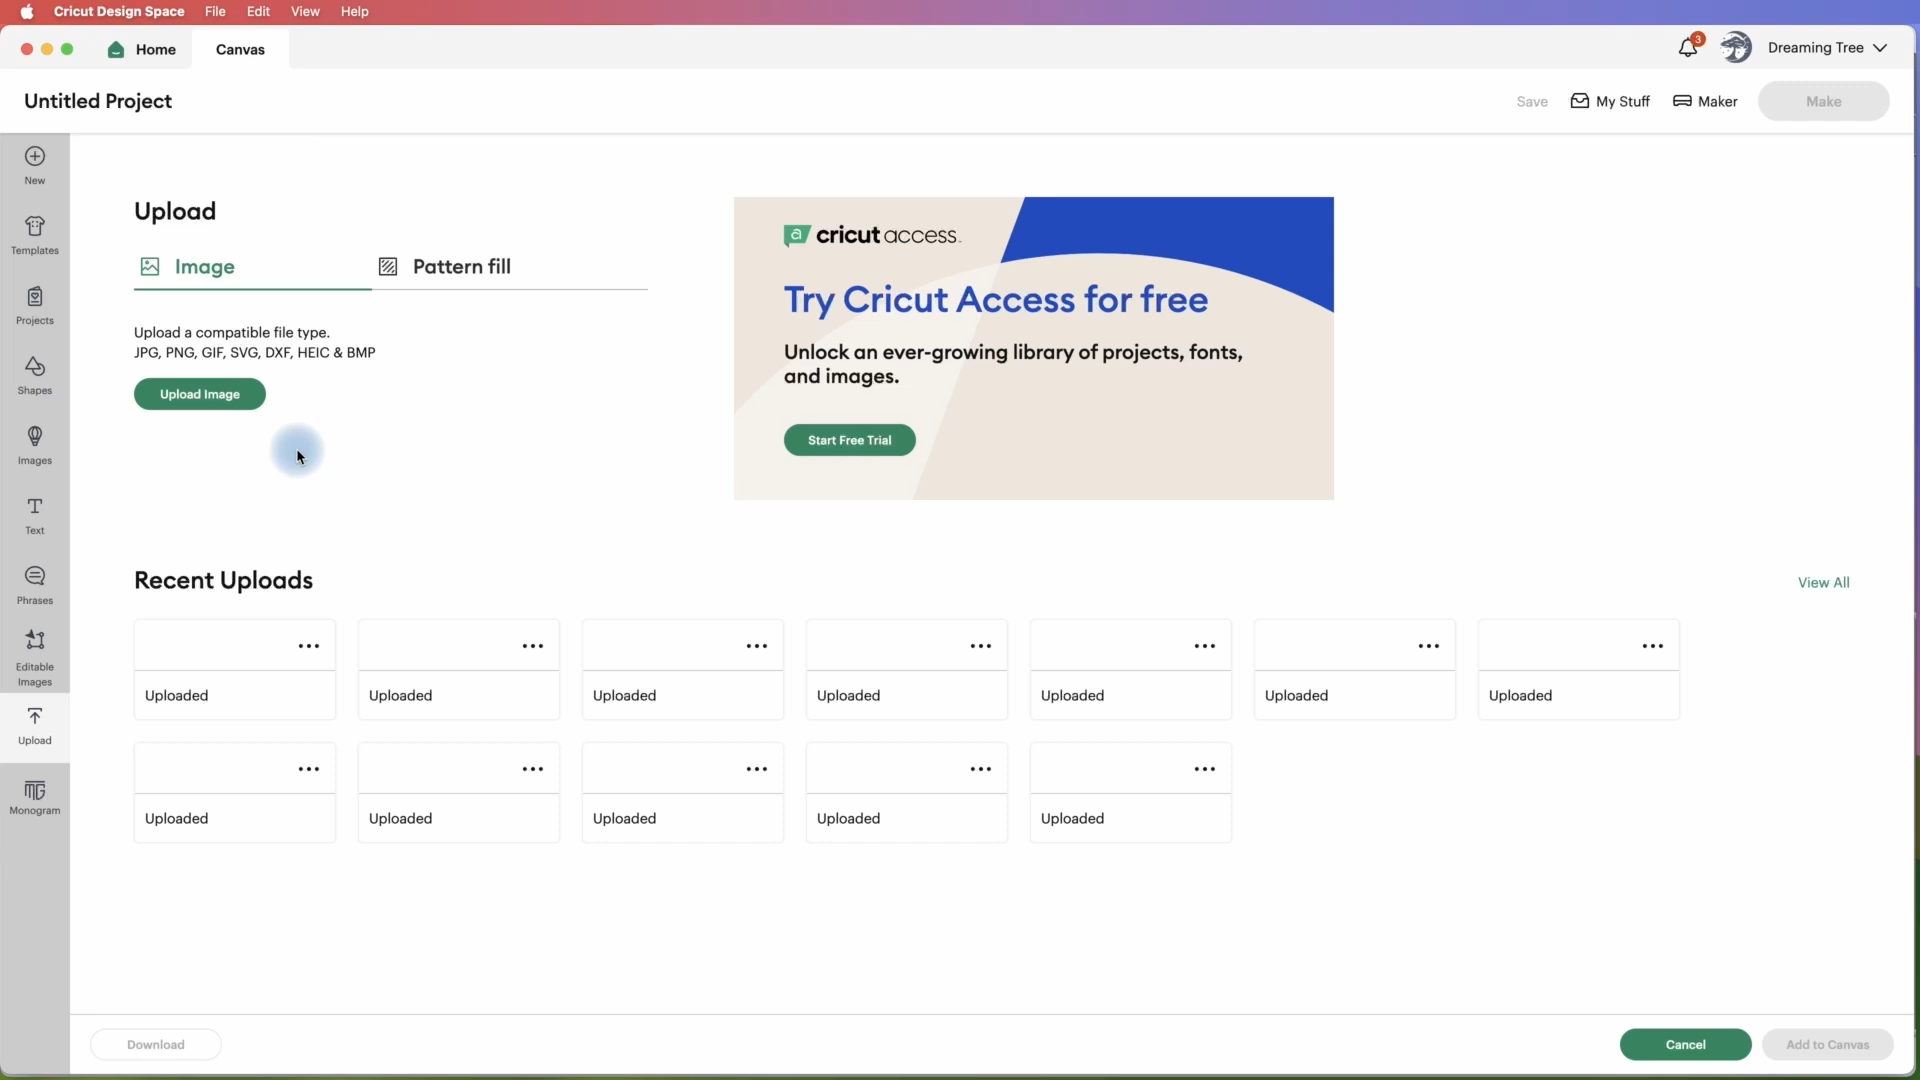 Cricut Design Space File Edit View Help
Home Canvas
3 Dreaming Tree
Untitled Project
Save My Stuff Maker Make
New
Templates
Projects
Shapes
Images
Text
Phrases
Editable
Images
Upload
MG
Monogram
Upload
Image Pattern fill
Upload a compatible file type.
JPG, PNG, GIF, SVG, DXF, HEIC & BMP
Upload Image
a cricut access™
Try Cricut Access for free
Unlock an ever-growing library of projects, fonts,
and images.
Start Free Trial
Recent Uploads View All
Uploaded Uploaded Uploaded Uploaded Uploaded Uploaded Uploaded
Uploaded Uploaded Uploaded Uploaded Uploaded
Download Cancel Add to Canvas